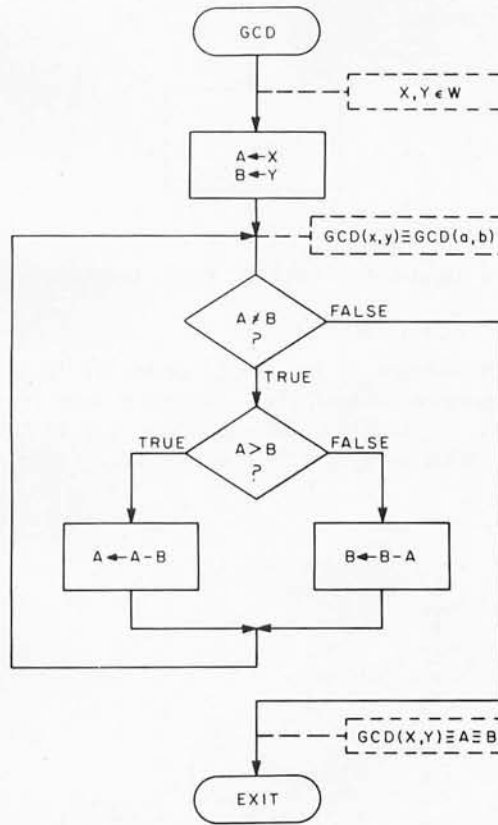 GCD
X, Y ϵ W
A←X
B←Y
GCD(x,y)≡GCD(a,b)
A≠B
?
FALSE
TRUE
A>B
?
TRUE
FALSE
A←A-B
B←B-A
GCD(X,Y)≡A≡B
EXIT